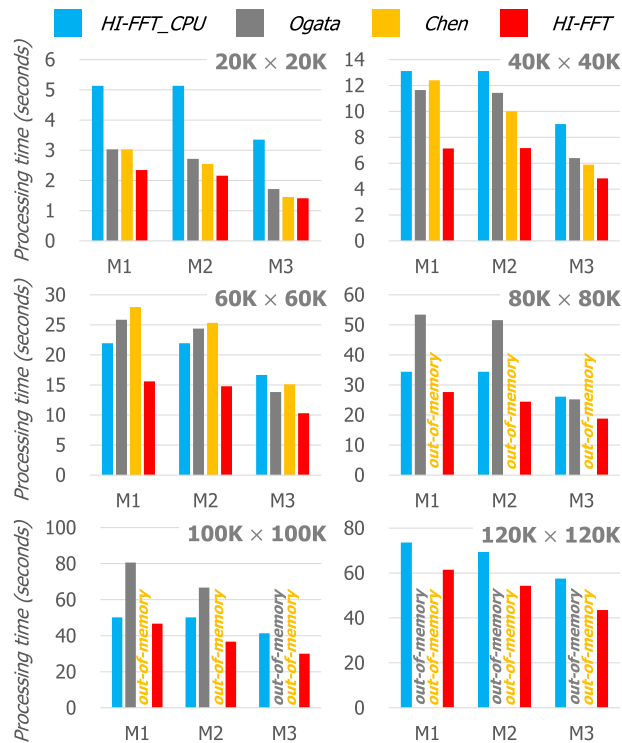 HI-FFT_CPU Ogata Chen HI-FFT
Processing time (seconds)
20K × 20K
6
5
4
3
2
1
0
M1 M2 M3
40K × 40K
14
12
10
8
6
4
2
0
M1 M2 M3
Processing time (seconds)
60K × 60K
30
25
20
15
10
5
0
M1 M2 M3
80K × 80K
60
50
40
30
20
10
0
out-of-memory
out-of-memory
out-of-memory
M1 M2 M3
Processing time (seconds)
100K × 100K
100
80
60
40
20
0
out-of-memory
out-of-memory
out-of-memory
out-of-memory
M1 M2 M3
120K × 120K
80
60
40
20
0
out-of-memory
out-of-memory
out-of-memory
out-of-memory
out-of-memory
out-of-memory
M1 M2 M3